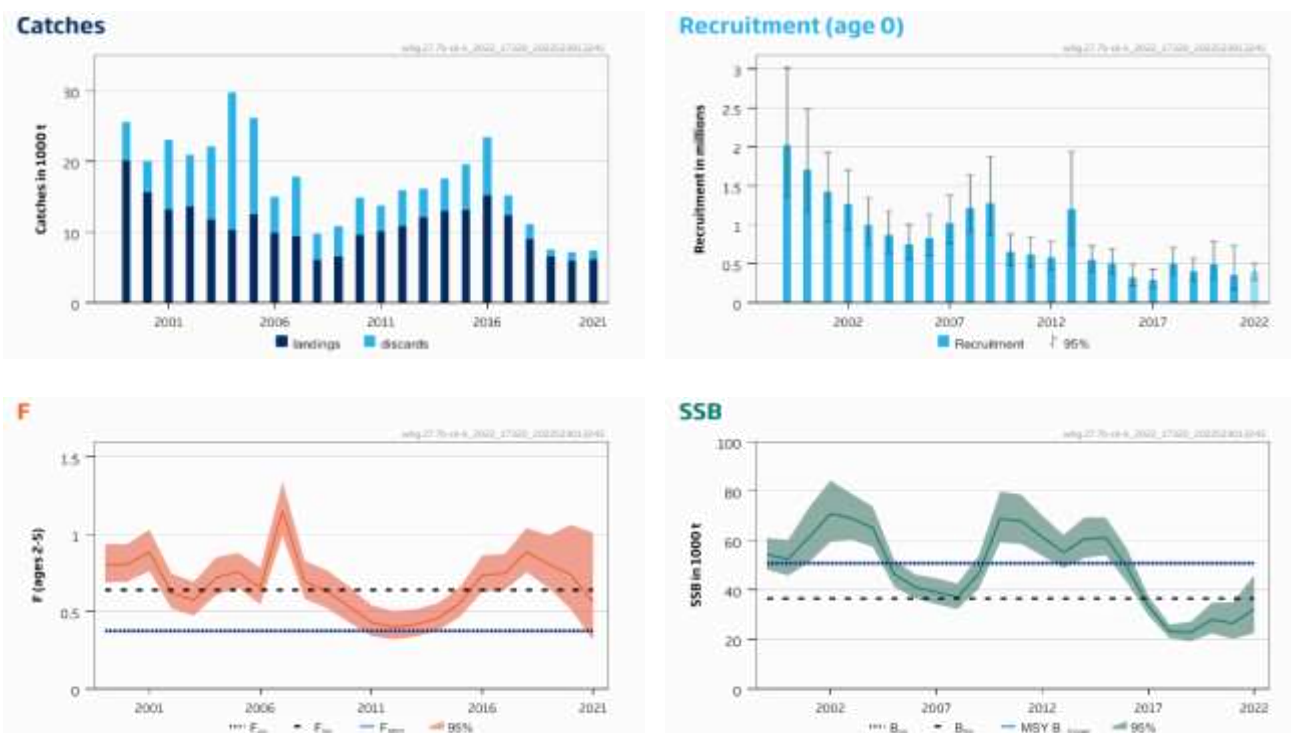 Catches
Catches in 1000 t
30
20
10
0
2001 2006 2011 2016 2021
landings discards
Recruitment (age 0)
Recruitment in millions
3
2.5
2
1.5
1
0.5
0
2002 2007 2012 2017 2022
Recruitment 95%
F
F (ages 2-5)
1.5
1
0.5
0
2001 2006 2011 2016 2021
F F F 95%
SSB
SSB in 1000 t
100
80
60
40
20
0
2002 2007 2012 2017 2022
B B MSY B 95%